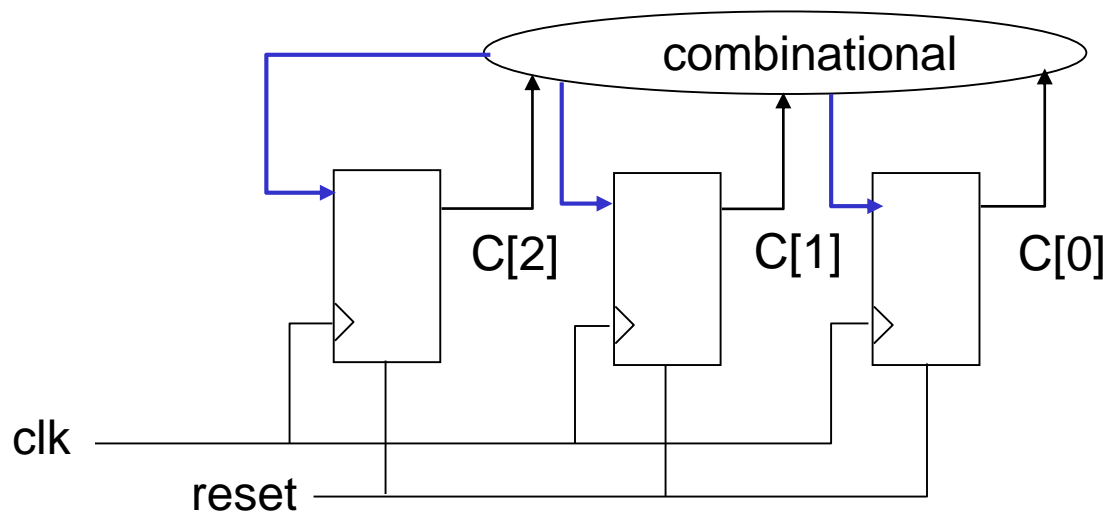 combinational
C[2]
C[1]
C[0]
clk
reset